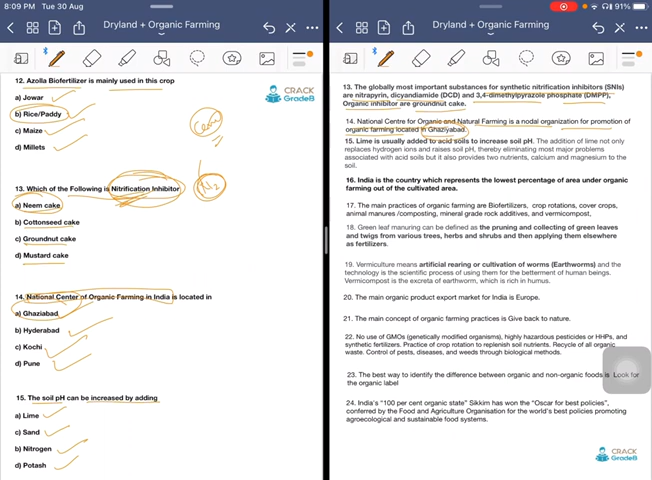 8:09 PM Tue 30 Aug
91%
Dryland + Organic Farming
Dryland + Organic Farming
12. Azolla Biofertilizer is mainly used in this crop
a) Jowar
b) Rice/Paddy
c) Maize
d) Millets
CRACK
GradeB
13. Which of the Following is Nitrification Inhibitor
a) Neem cake
b) Cottonseed cake
c) Groundnut cake
d) Mustard cake
N2
14. National Center of Organic Farming in India is located in
a) Ghaziabad
b) Hyderabad
c) Kochi
d) Pune
15. The soil pH can be increased by adding
a) Lime
c) Sand
b) Nitrogen
d) Potash
13. The globally most important substances for synthetic nitrification inhibitors (SNIs)
are nitrapyrin, dicyandiamide (DCD) and 3,4-dimethylpyrazole phosphate (DMPP),
Organic inhibitor are groundnut cake.
14. National Centre for Organic and Natural Farming is a nodal organization for promotion of
organic farming located in Ghaziyabad.
15. Lime is usually added to acid soils to increase soil pH. The addition of lime not only
replaces hydrogen ions and raises soil pH, thereby eliminating most major problems
associated with acid soils but it also provides two nutrients, calcium and magnesium to the
soil.
16. India is the country which represents the lowest percentage of area under organic
farming out of the cultivated area.
17. The main practices of organic farming are Biofertilizers, crop rotations, cover crops,
animal manures /composting, mineral grade rock additives, and vermicompost,
18. Green leaf manuring can be defined as the pruning and collecting of green leaves
and twigs from various trees, herbs and shrubs and then applying them elsewhere
as fertilizers.
19. Vermiculture means artificial rearing or cultivation of worms (Earthworms) and the
technology is the scientific process of using them for the betterment of human beings.
Vermicompost is the excreta of earthworm, which is rich in humus.
20. The main organic product export market for India is Europe.
21. The main concept of organic farming practices is Give back to nature.
22. No use of GMOs (genetically modified organisms), highly hazardous pesticides or HHPs, and
synthetic fertilizers. Practice of crop rotation to replenish soil nutrients. Recycle of all organic
waste. Control of pests, diseases, and weeds through biological methods.
23. The best way to identify the difference between organic and non-organic foods is Look for
the organic label
24. India's "100 per cent organic state" Sikkim has won the "Oscar for best policies",
conferred by the Food and Agriculture Organisation for the world's best policies promoting
agroecological and sustainable food systems.
CRACK
GradeB